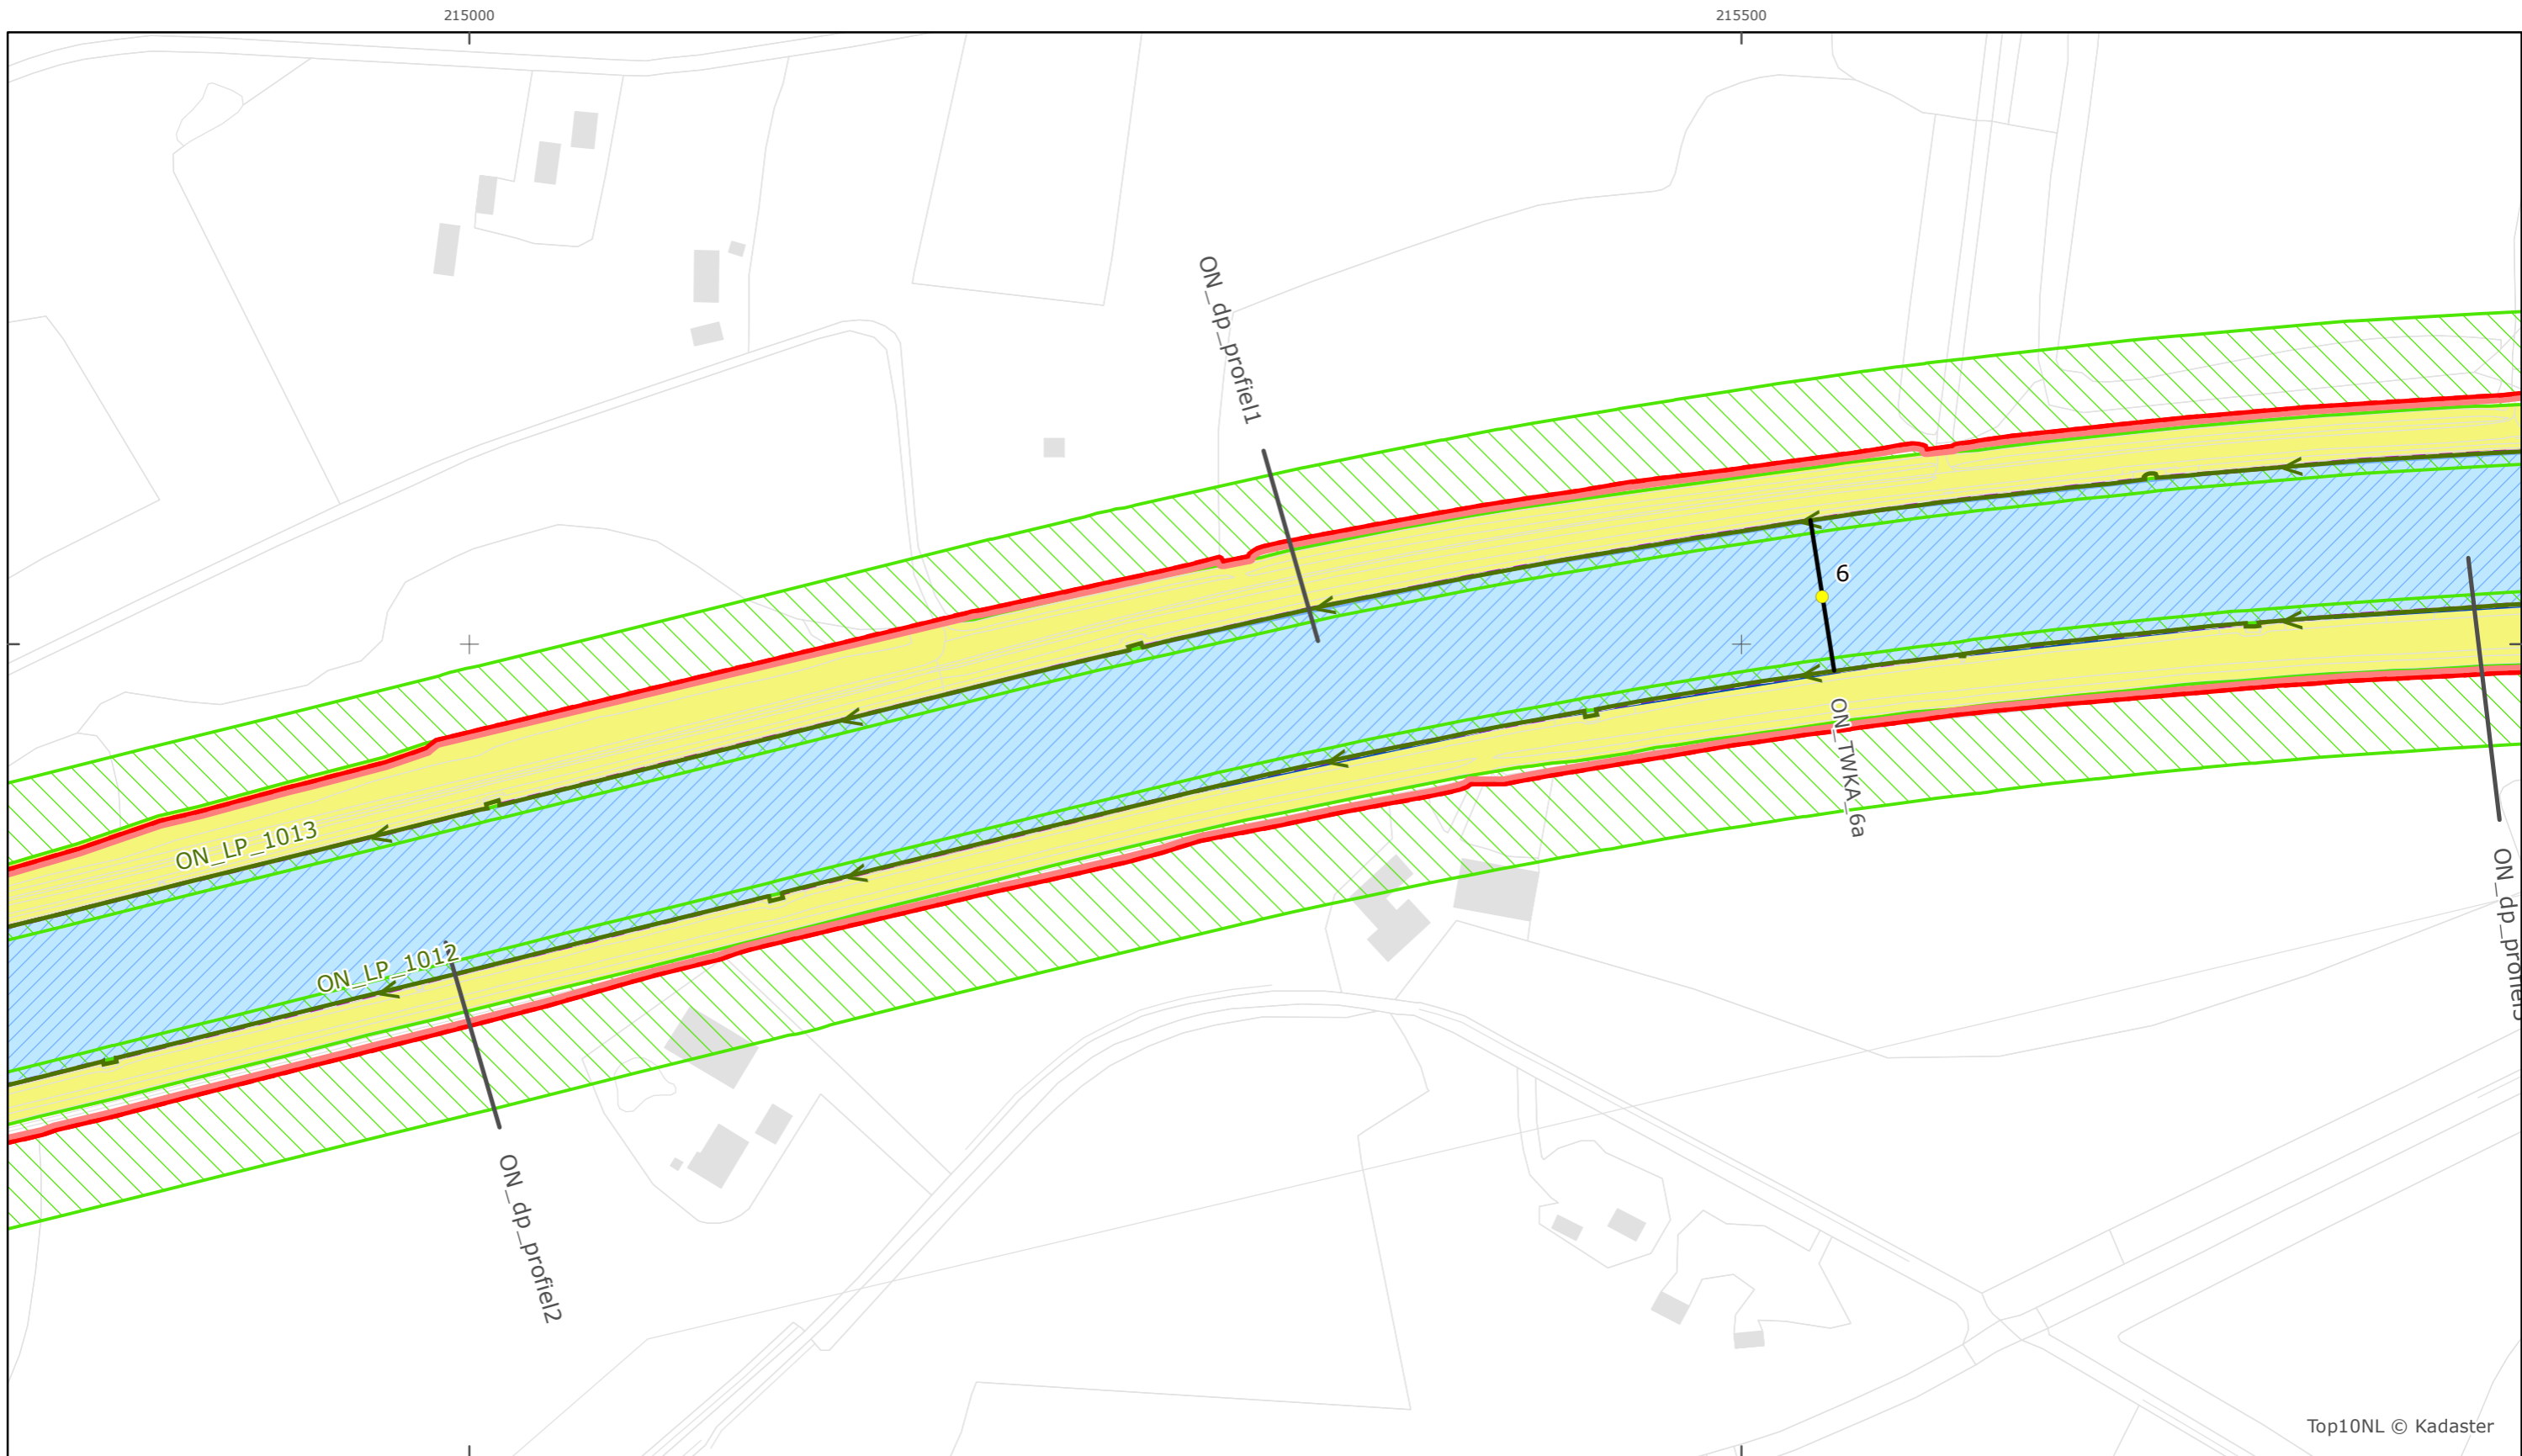 215000
215500
ON_dp_profiel1
6
ON_TWKA_6a
ON_LP_1013
ON_LP_1012
ON_dp_profiel2
ON_dp_profiel3
Top10NL © Kadaster